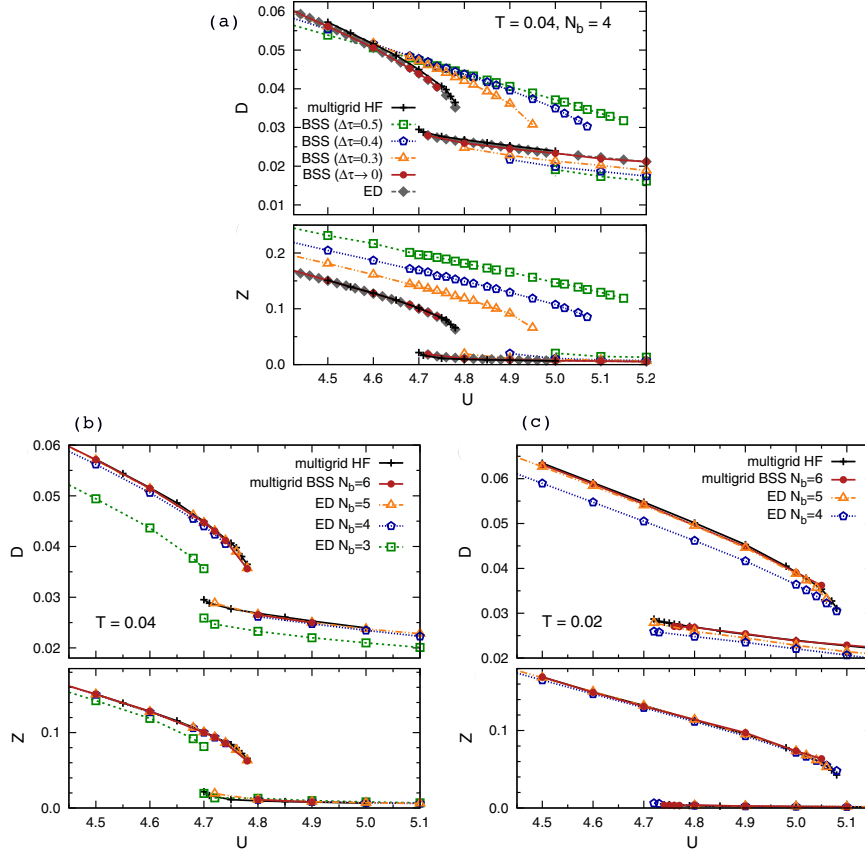 (a)
T = 0.04, N_b = 4
0.06
0.05
0.04
0.03
0.02
0.01
D
multigrid HF
BSS (Δτ=0.5)
BSS (Δτ=0.4)
BSS (Δτ=0.3)
BSS (Δτ→0)
ED
0.2
0.1
0.0
Z
4.5 4.6 4.7 4.8 4.9 5.0 5.1 5.2
U
(b)
0.06
0.05
0.04
0.03
0.02
D
multigrid HF
multigrid BSS N_b=6
ED N_b=5
ED N_b=4
ED N_b=3
T = 0.04
0.1
0.0
Z
4.5 4.6 4.7 4.8 4.9 5.0 5.1
U
(c)
0.06
0.05
0.04
0.03
0.02
D
multigrid HF
multigrid BSS N_b=6
ED N_b=5
ED N_b=4
T = 0.02
0.1
0.0
Z
4.5 4.6 4.7 4.8 4.9 5.0 5.1
U